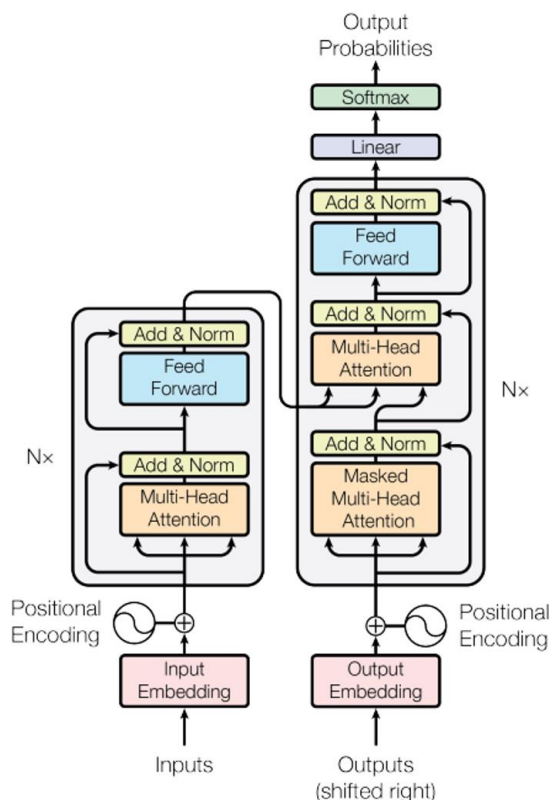 Output
Probabilities
Softmax
Linear
Add & Norm
Feed
Forward
Add & Norm
Multi-Head
Attention
Add & Norm
Masked
Multi-Head
Attention
N×
Add & Norm
Feed
Forward
Add & Norm
Multi-Head
Attention
N×
Positional
Encoding
Positional
Encoding
Input
Embedding
Output
Embedding
Inputs
Outputs
(shifted right)